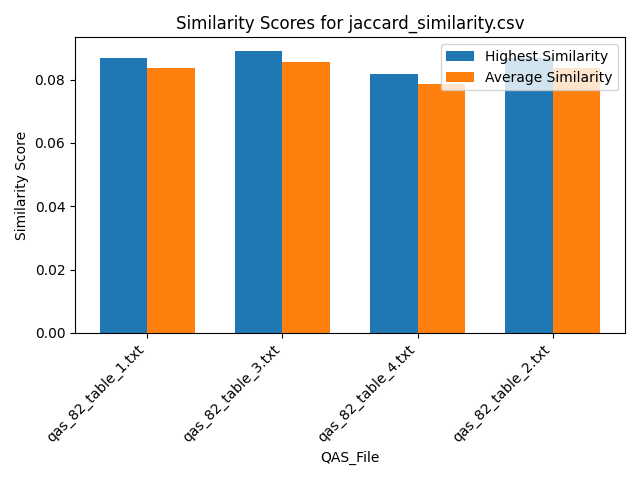 Similarity Scores for jaccard_similarity.csv
Highest Similarity
Average Similarity
Similarity Score
0.08
0.06
0.04
0.02
0.00
qas_82_table_1.txt
qas_82_table_3.txt
qas_82_table_4.txt
qas_82_table_2.txt
QAS_File